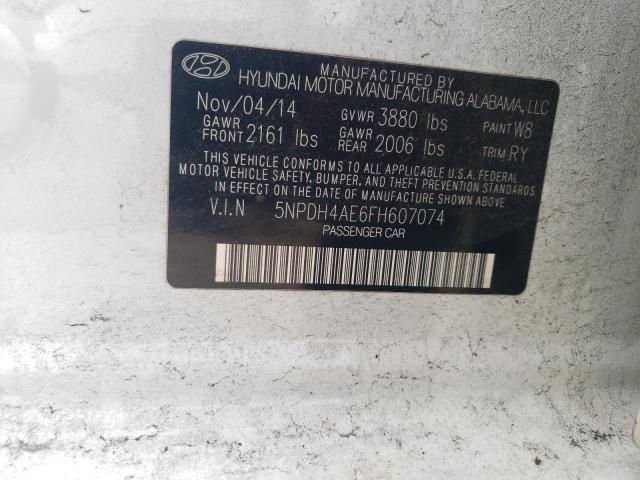 MANUFACTURED BY
HYUNDAI MOTOR MANUFACTURING ALABAMA, LLC
Nov/04/14 GVWR 3880 lbs PAINT W8
GAWR FRONT 2161 lbs GAWR REAR 2006 lbs TRIM RY
THIS VEHICLE CONFORMS TO ALL APPLICABLE U.S.A. FEDERAL
MOTOR VEHICLE SAFETY, BUMPER, AND THEFT PREVENTION STANDARDS
IN EFFECT ON THE DATE OF MANUFACTURE SHOWN ABOVE.
V.I.N 5NPDH4AE6FH607074
PASSENGER CAR